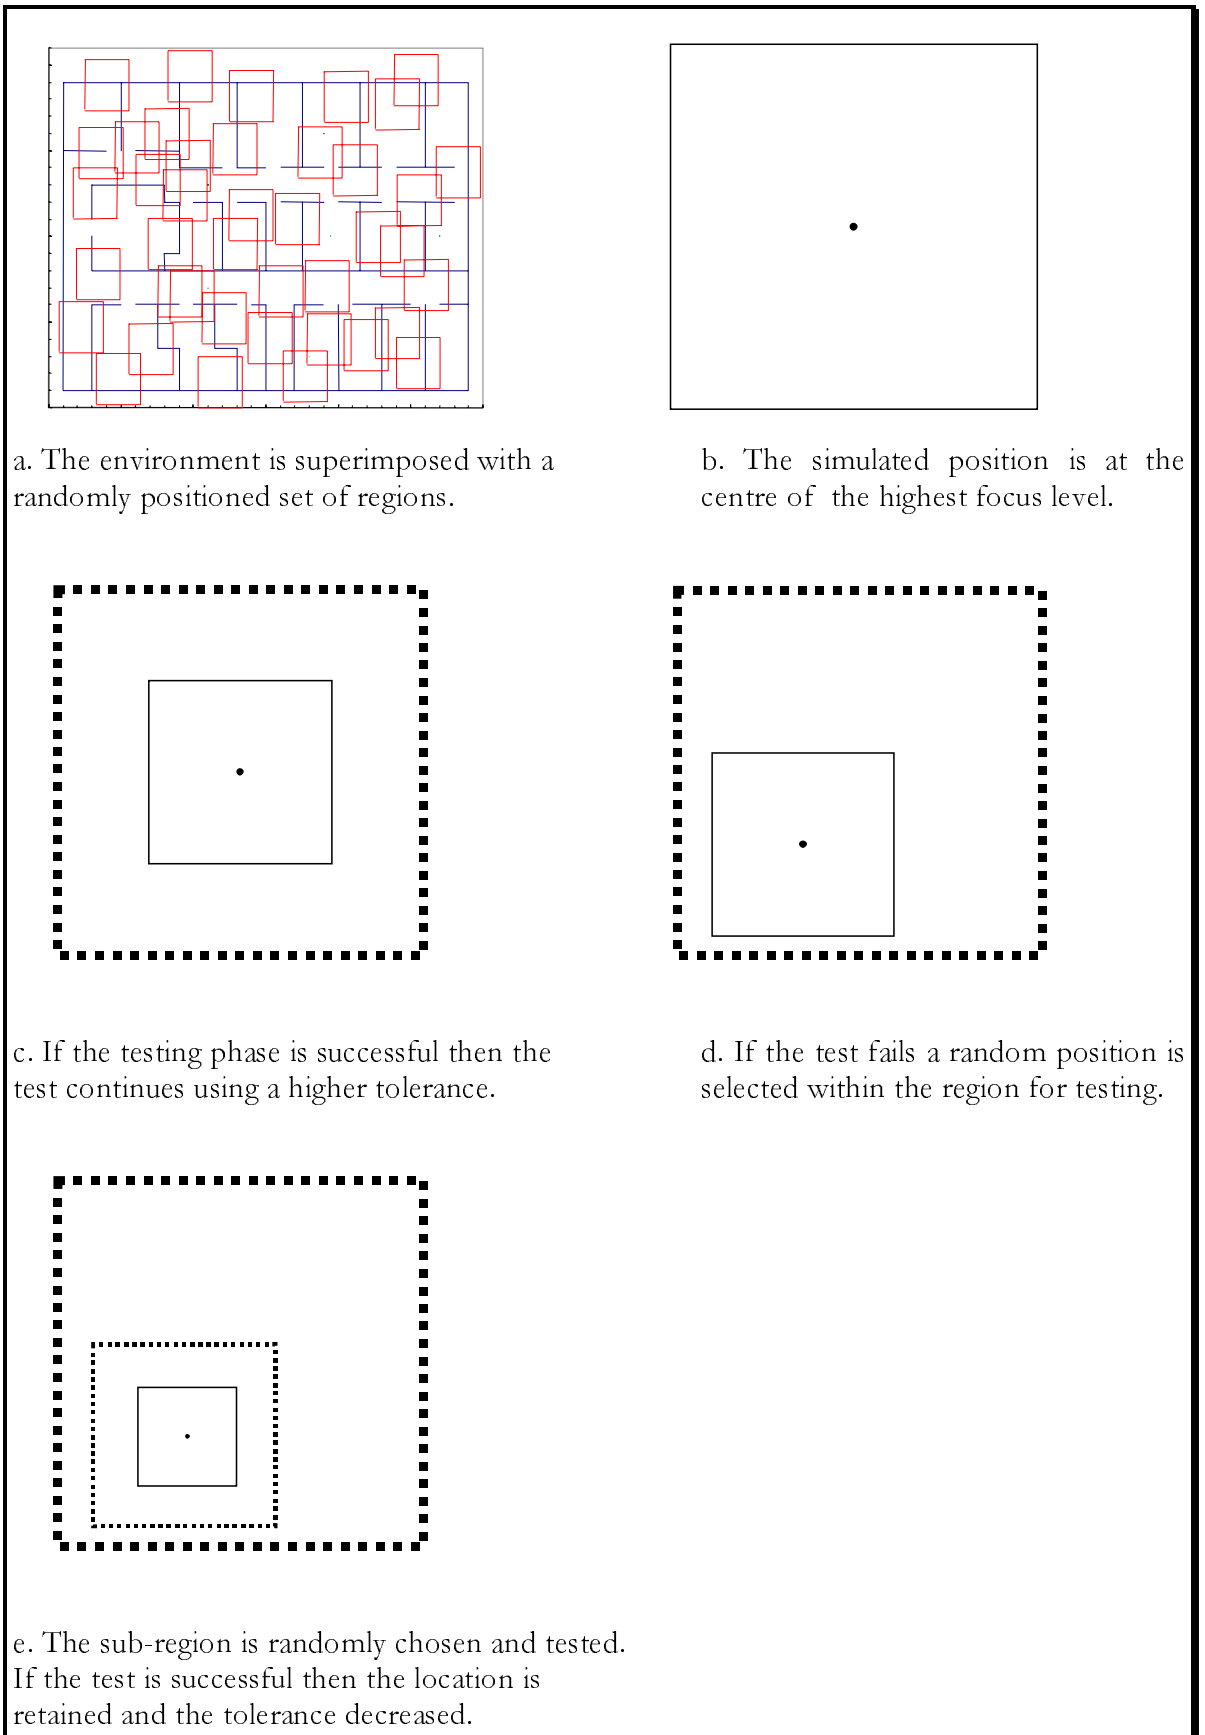 a. The environment is superimposed with a
randomly positioned set of regions.
b. The simulated position is at the
centre of the highest focus level.
c. If the testing phase is successful then the
test continues using a higher tolerance.
d. If the test fails a random position is
selected within the region for testing.
e. The sub-region is randomly chosen and tested.
If the test is successful then the location is
retained and the tolerance decreased.